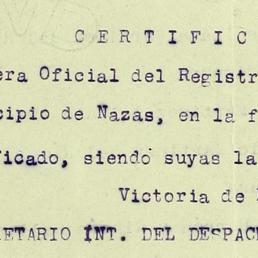 C E R T I F I C
era Oficial del Registr
cipio de Nazas, en la f
ficado, siendo suyas la
Victoria de
RETARIO INT. DEL DESPAC